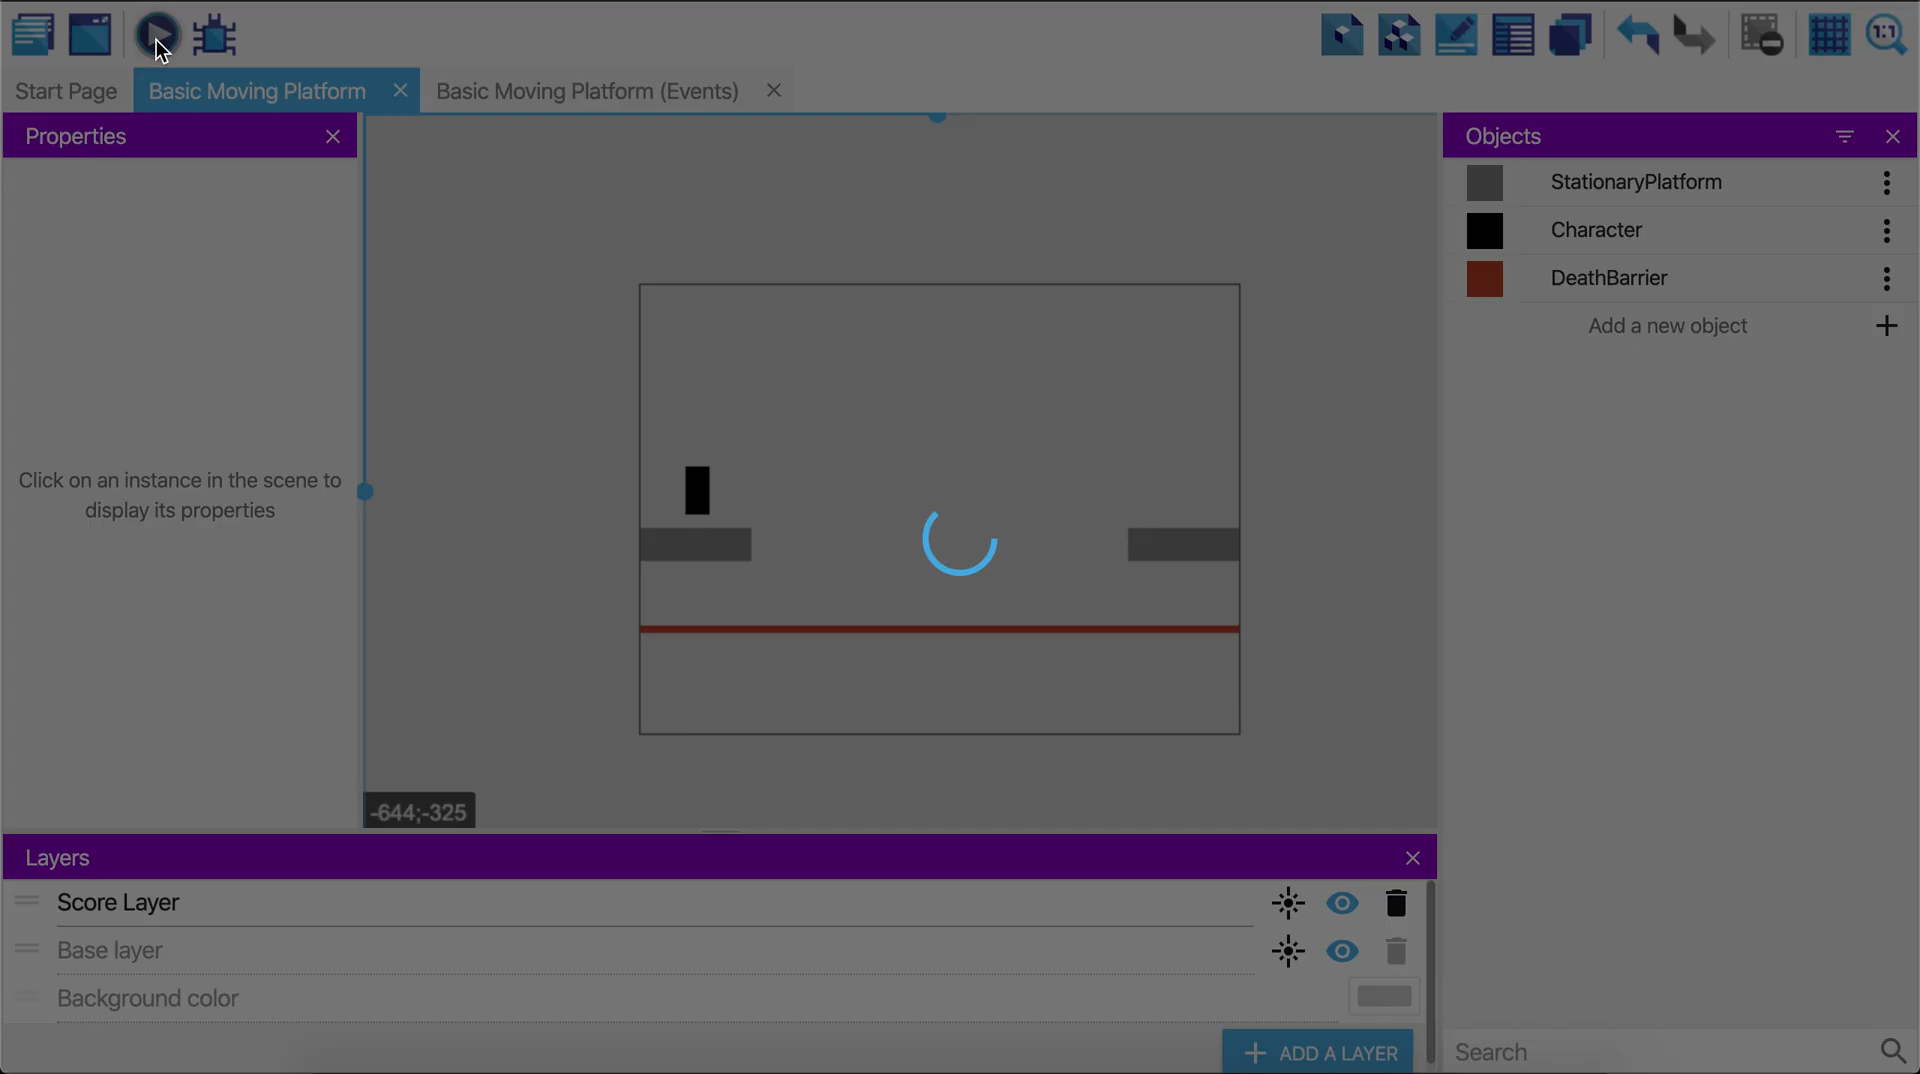 1:1
Start Page
Basic Moving Platform
Basic Moving Platform (Events)
Properties
Objects
StationaryPlatform
Character
DeathBarrier
Add a new object
Click on an instance in the scene to
display its properties
-644;-325
Layers
Score Layer
Base layer
Background color
ADD A LAYER
Search